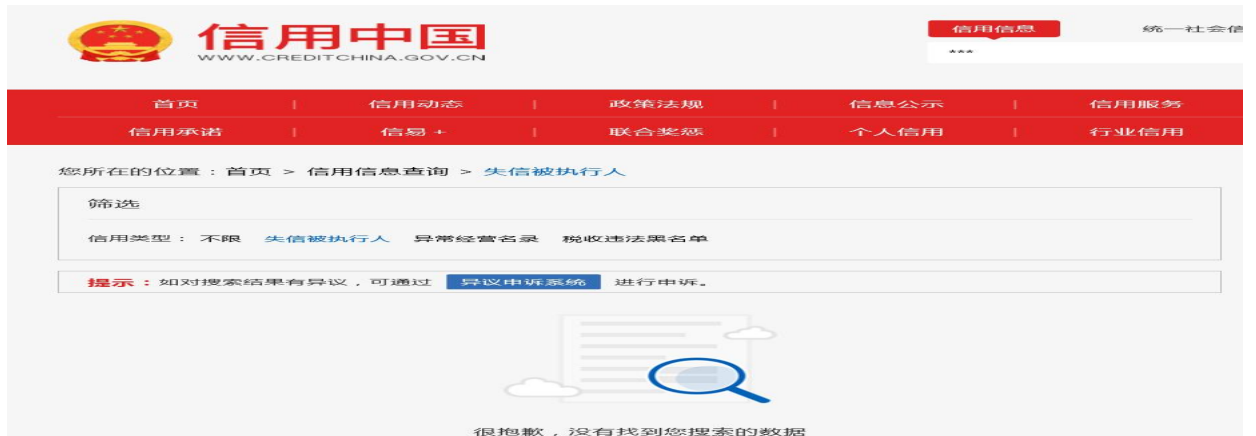 信用中国
WWW.CREDITCHINA.GOV.CN
信用信息 统一社会信
***
首页 | 信用动态 | 政策法规 | 信息公示 | 信用服务
信用承诺 | 信易+ | 联合奖惩 | 个人信用 | 行业信用
您所在的位置：首页 > 信用信息查询 > 失信被执行人
筛选
信用类型： 不限 失信被执行人 异常经营名录 税收违法黑名单
提示：如对搜索结果有异议，可通过 异议申诉系统 进行申诉。
很抱歉，没有找到您搜索的数据